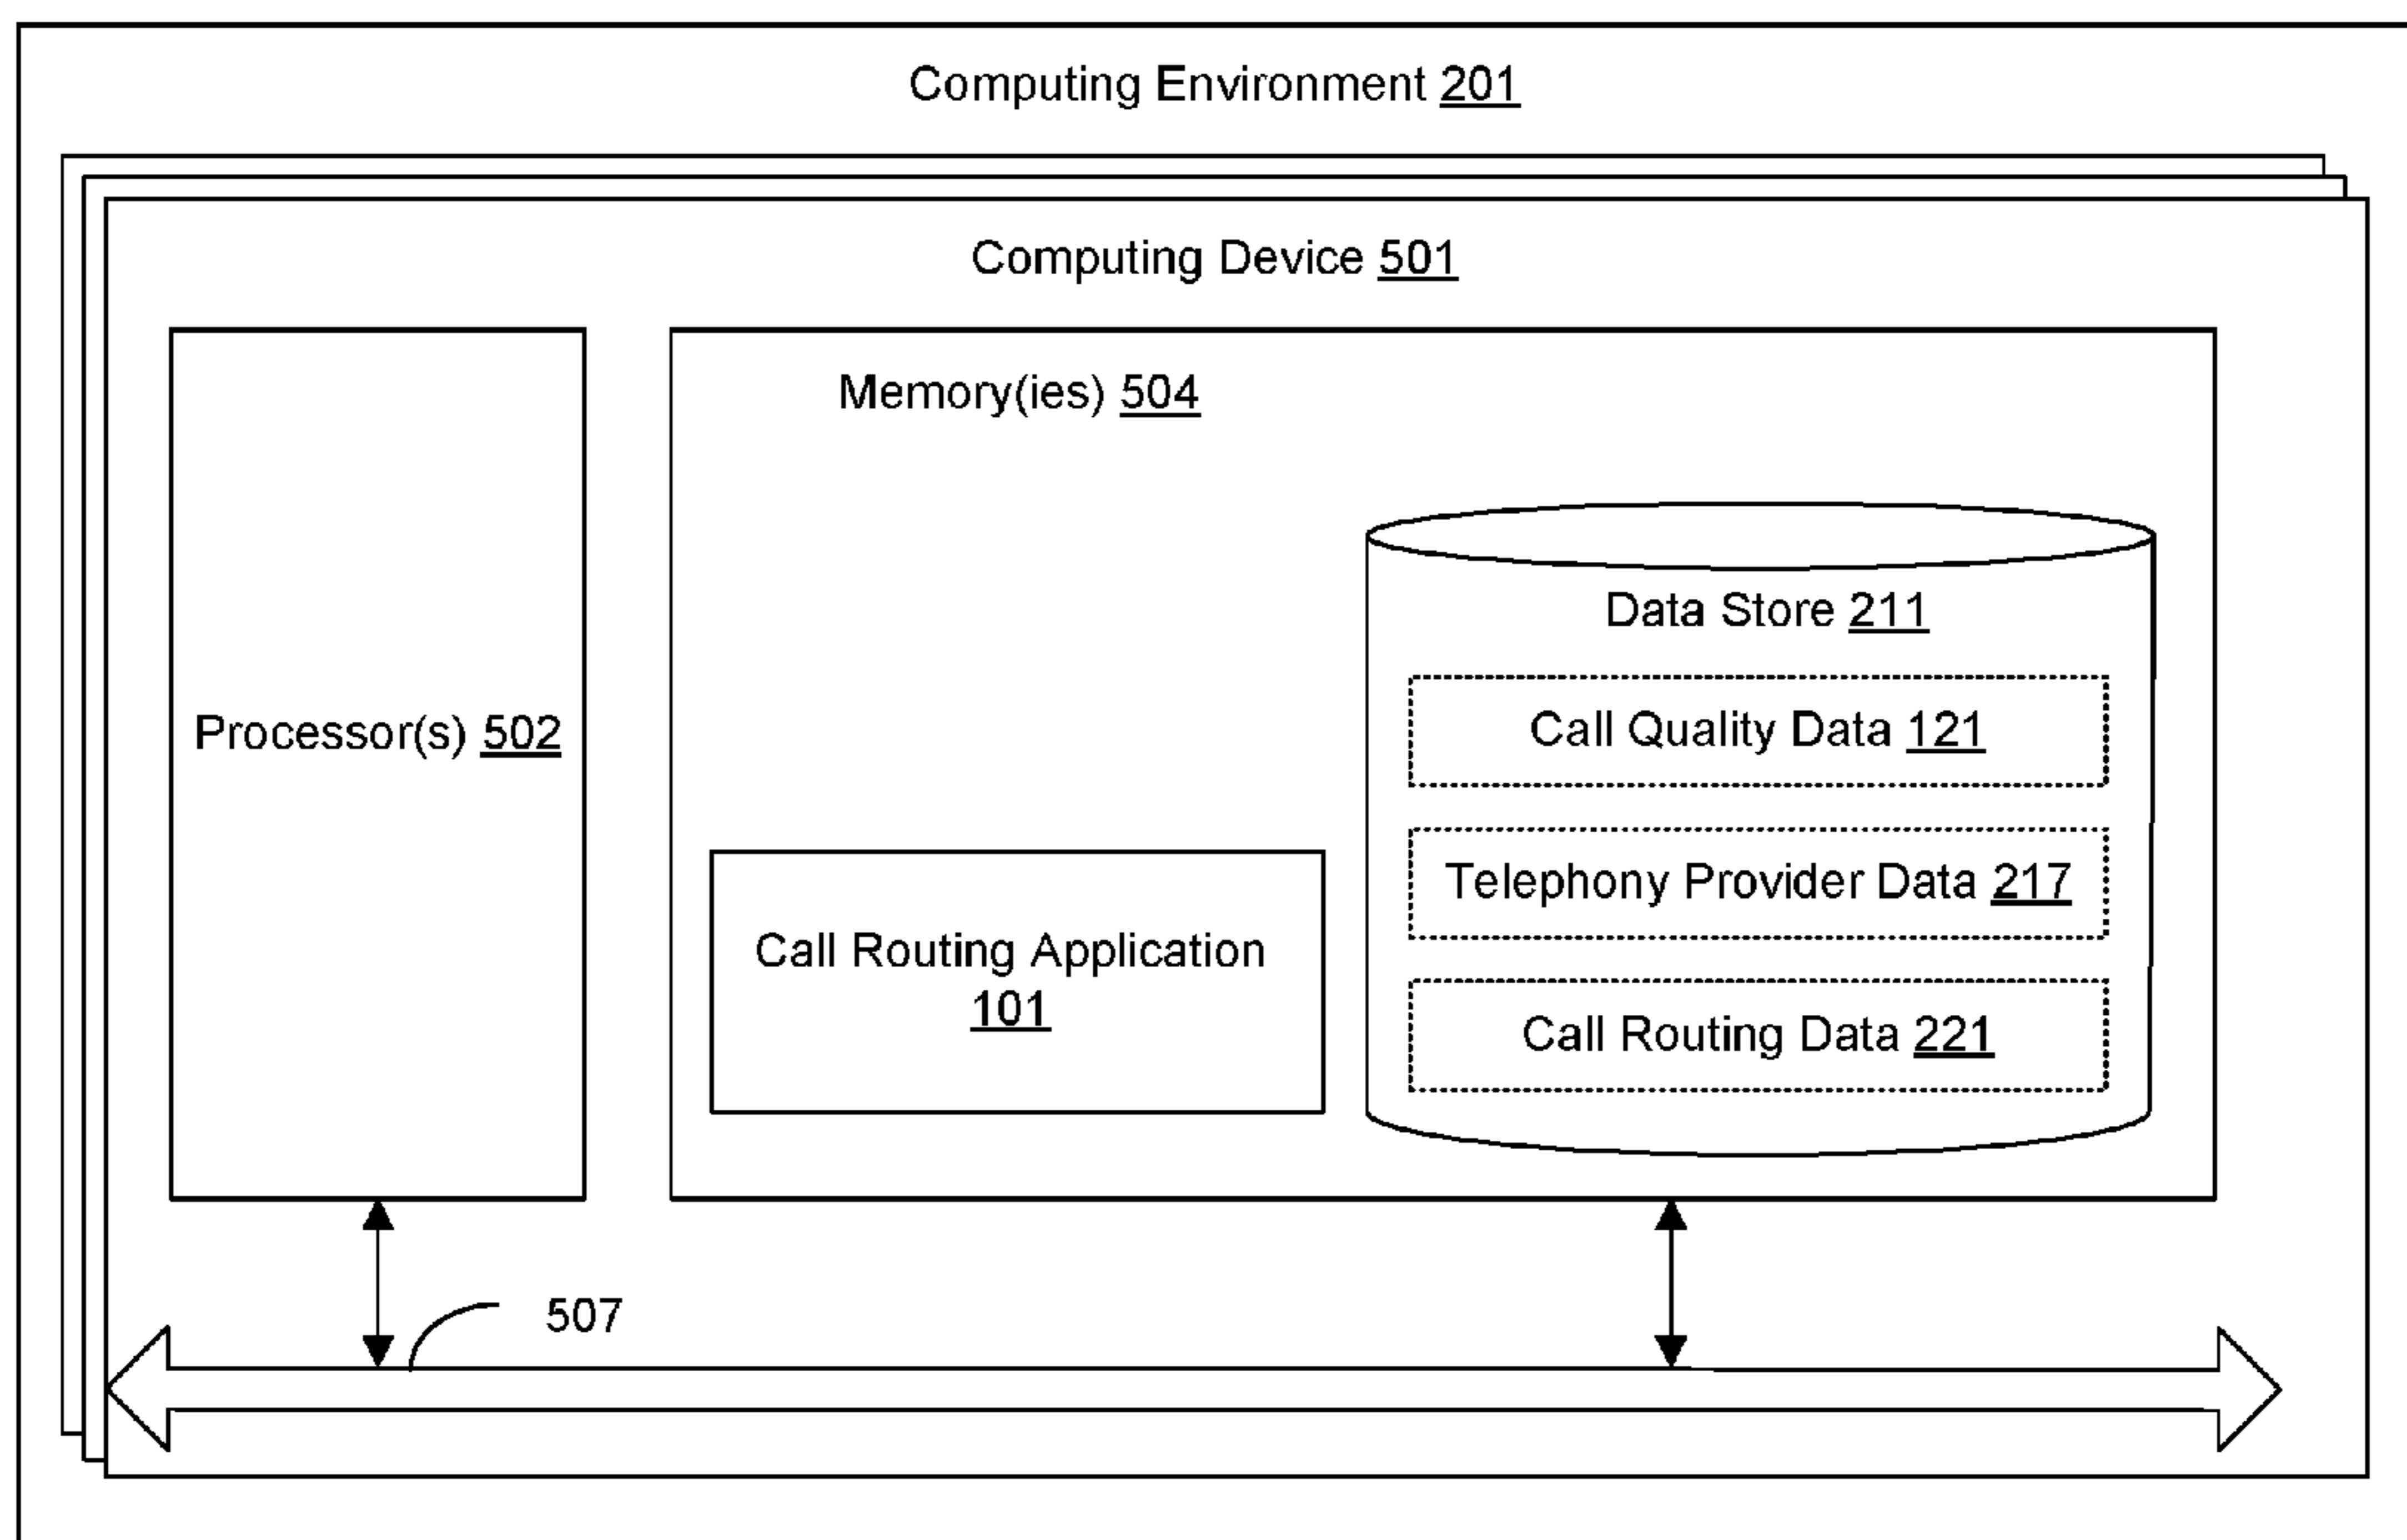 Computing Environment 201
Computing Device 501
Memory(ies) 504
Processor(s) 502
Call Routing Application
101
Data Store 211
Call Quality Data 121
Telephony Provider Data 217
Call Routing Data 221
507